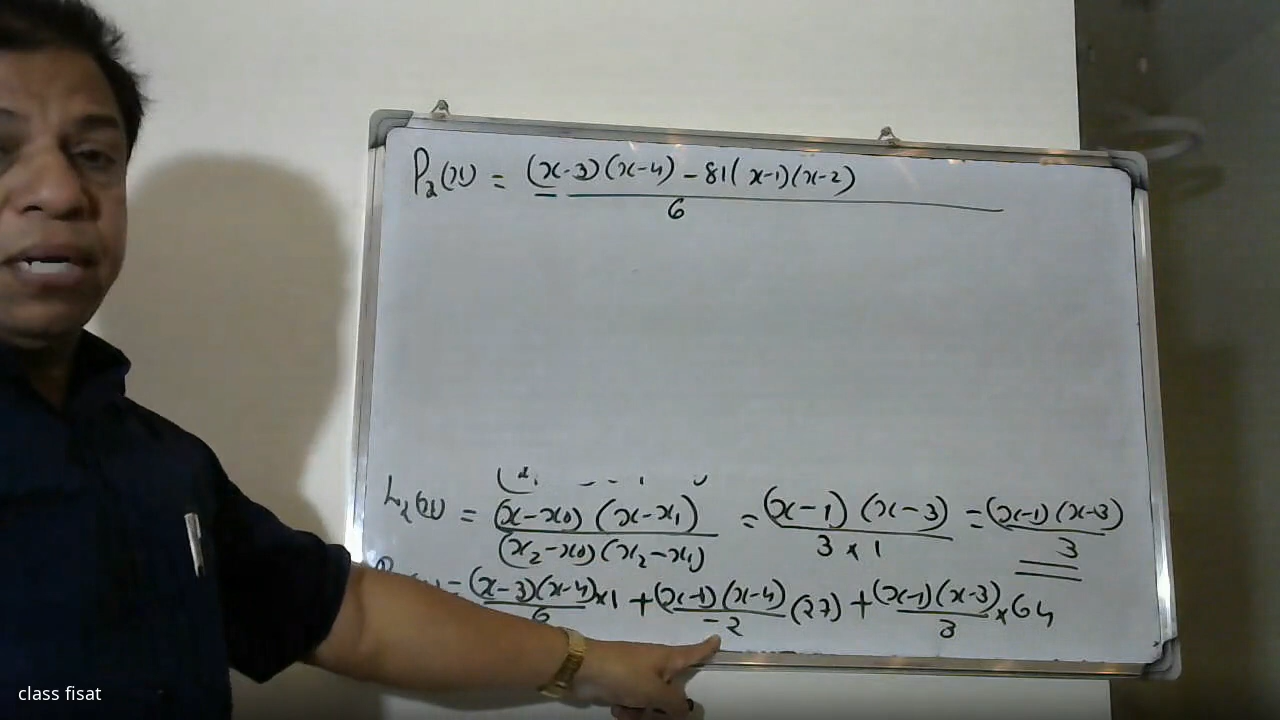 P₂(x) = (x-3)(x-4) - 81(x-1)(x-2)
6
L₂(x) = (x-x₀)(x-x₁) / (x₂-x₀)(x₂-x₁) = (x-1)(x-3) / 3×1 = (x-1)(x-3) / 3
= (x-3)(x-4)/6 ×1 + (x-1)(x-4)/-2 (27) + (x-1)(x-3)/3 × 64
class fisat